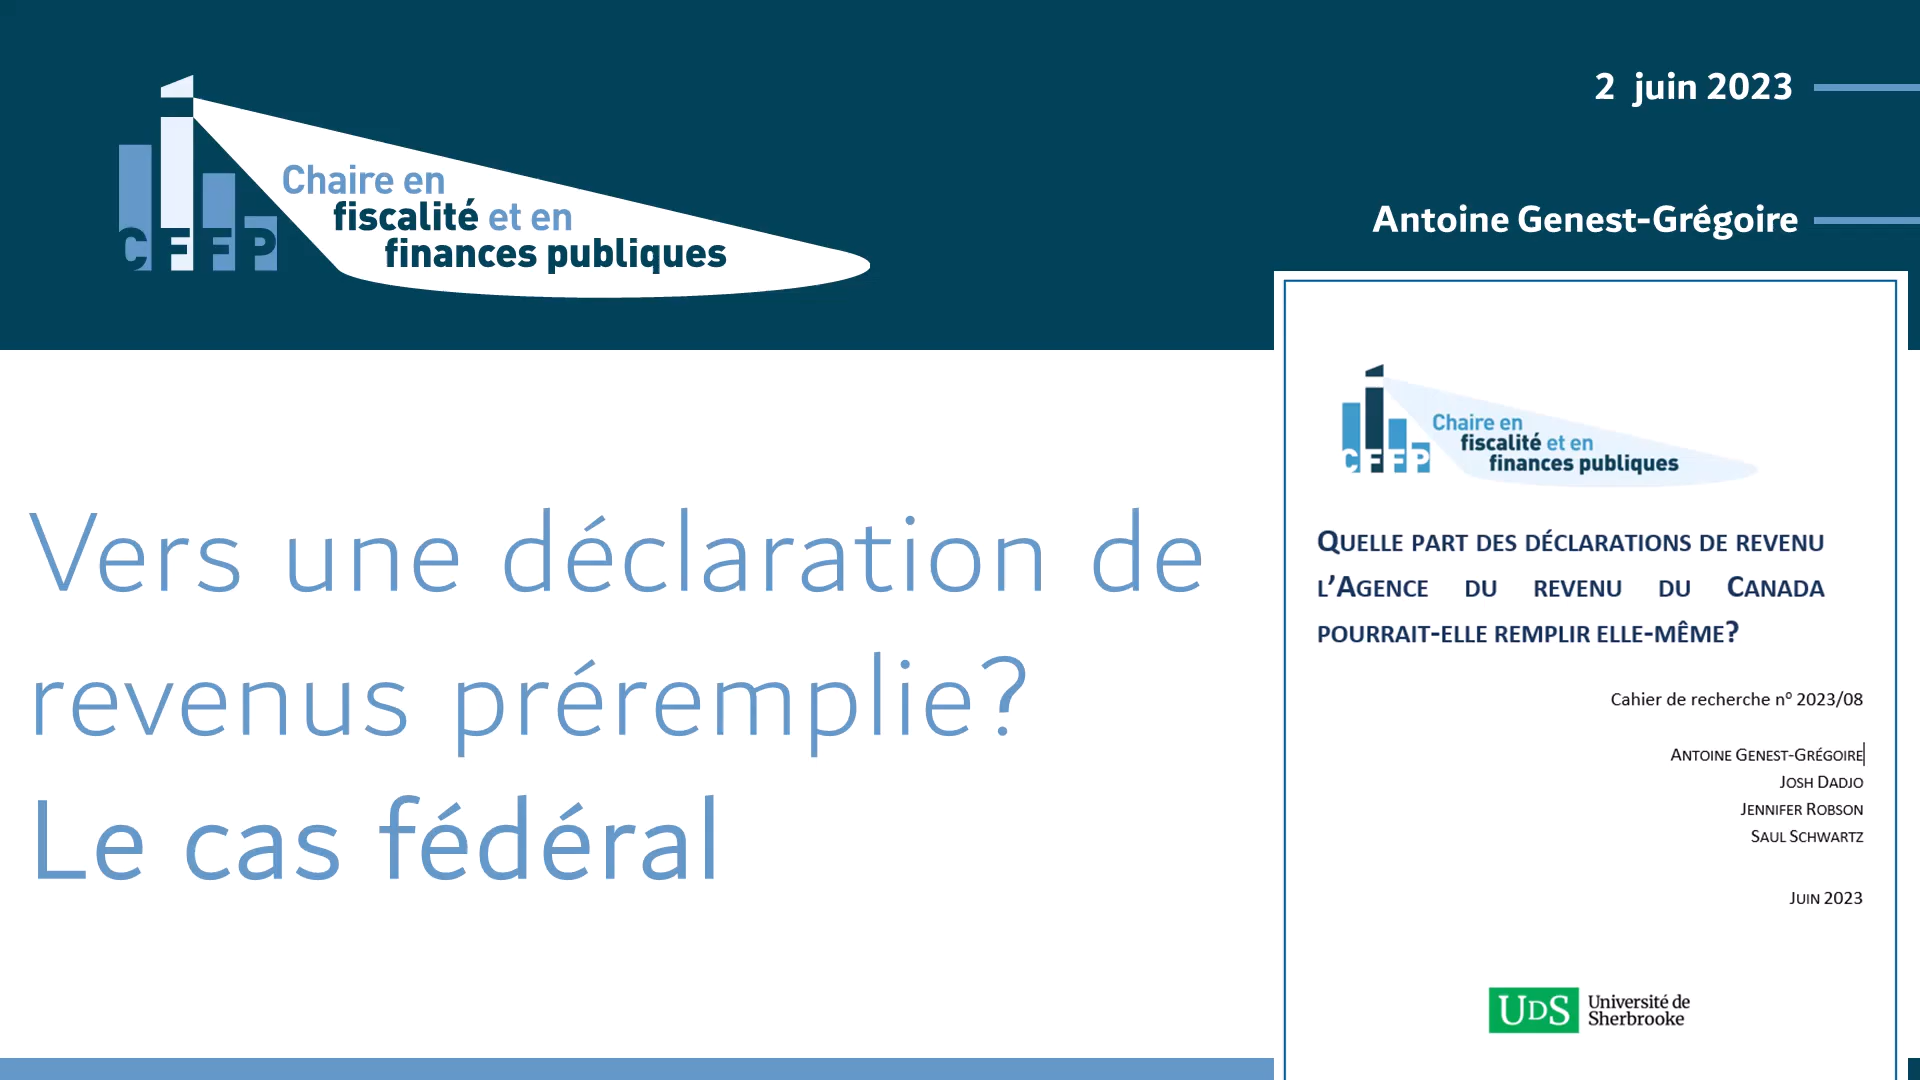 CFFP
Chaire en
fiscalité et en
finances publiques
2 juin 2023
Antoine Genest-Grégoire
Vers une déclaration de
revenus préremplie?
Le cas fédéral
CFFP
Chaire en
fiscalité et en
finances publiques
QUELLE PART DES DÉCLARATIONS DE REVENU
L'AGENCE DU REVENU DU CANADA
POURRAIT-ELLE REMPLIR ELLE-MÊME?
Cahier de recherche nº 2023/08
ANTOINE GENEST-GRÉGOIRE
JOSH DADJO
JENNIFER ROBSON
SAUL SCHWARTZ
JUIN 2023
UDS Université de
Sherbrooke